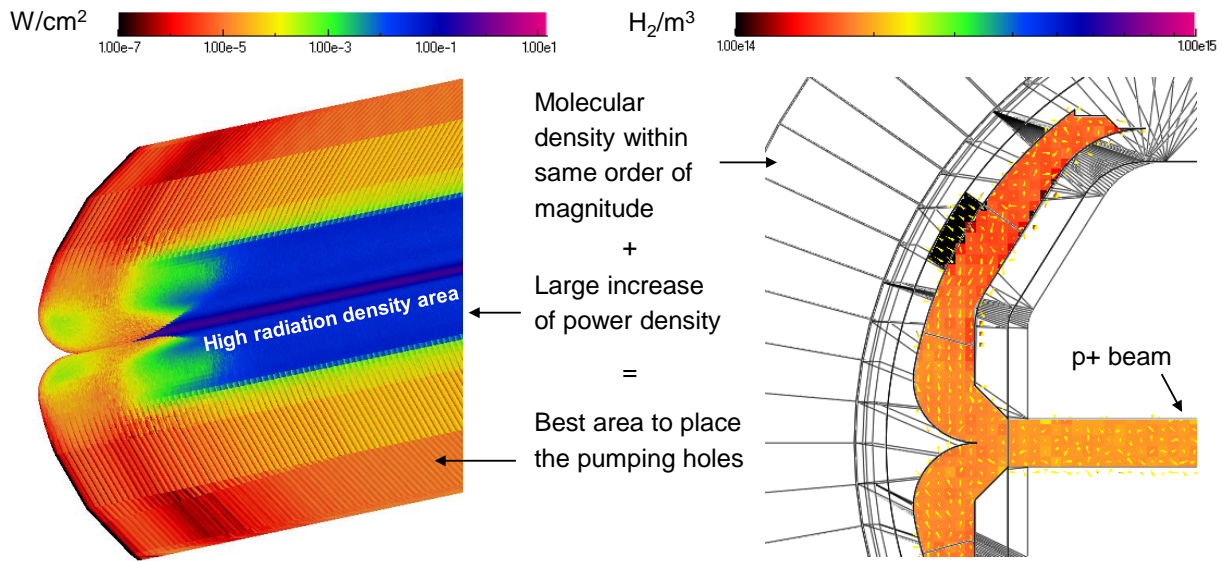 W/cm²
1.00e-7
1.00e-5
1.00e-3
1.00e-1
1.00e1
H₂/m³
1.00e14
1.00e15
High radiation density area
Molecular
density within
same order of
magnitude
+
Large increase
of power density
=
Best area to place
the pumping holes
p+ beam